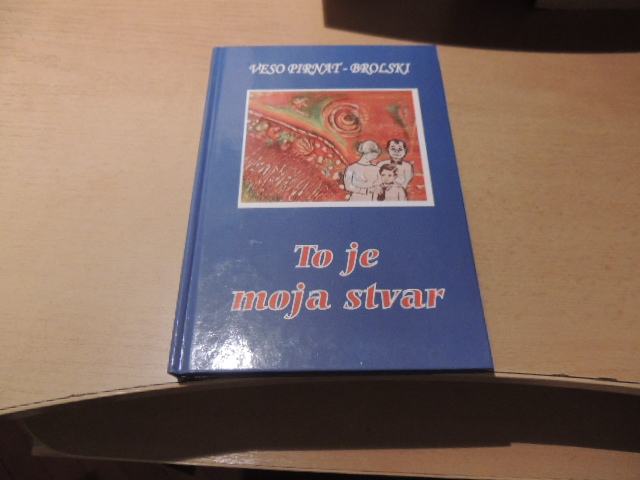 VESO PIRNAT - BROLSKI
To je
moja stvar